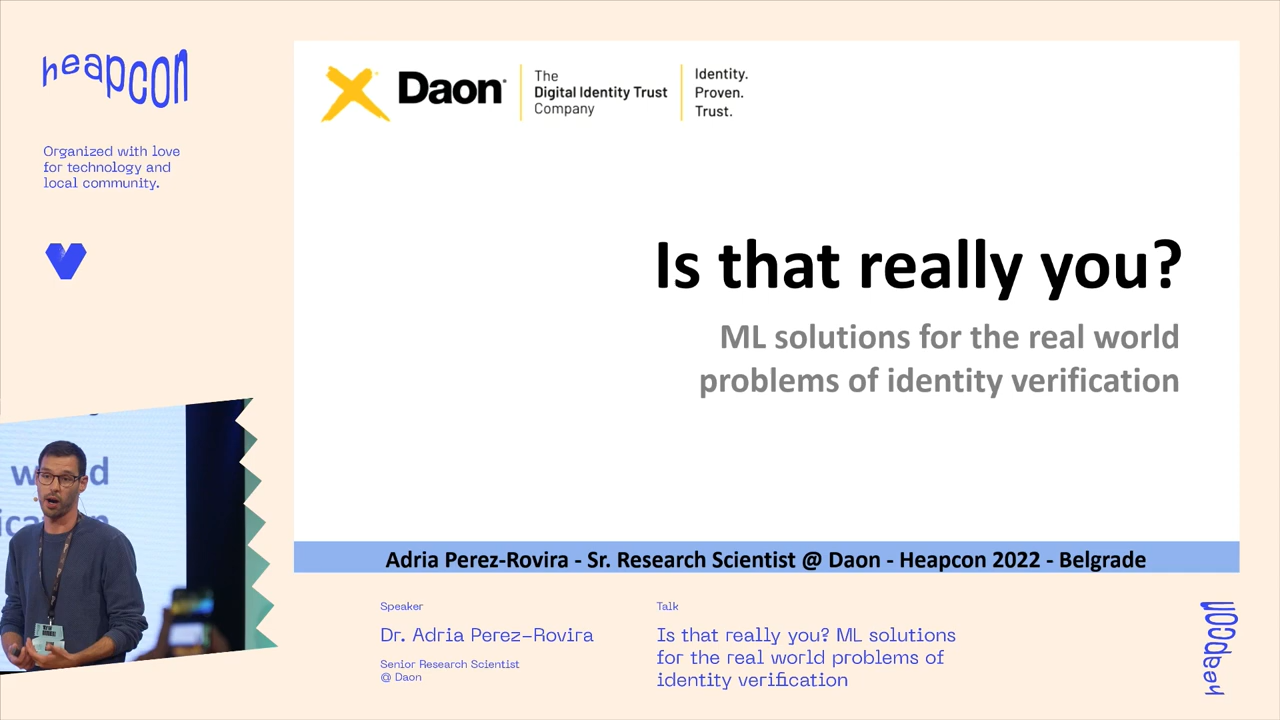 heapcon
Organized with love
for technology and
local community.
Daon
The
Digital Identity Trust
Company
Identity.
Proven.
Trust.
Is that really you?
ML solutions for the real world
problems of identity verification
Adria Perez-Rovira - Sr. Research Scientist @ Daon - Heapcon 2022 - Belgrade
Speaker
Dr. Adria Perez-Rovira
Senior Research Scientist
@ Daon
Talk
Is that really you? ML solutions
for the real world problems of
identity verification
heapcon